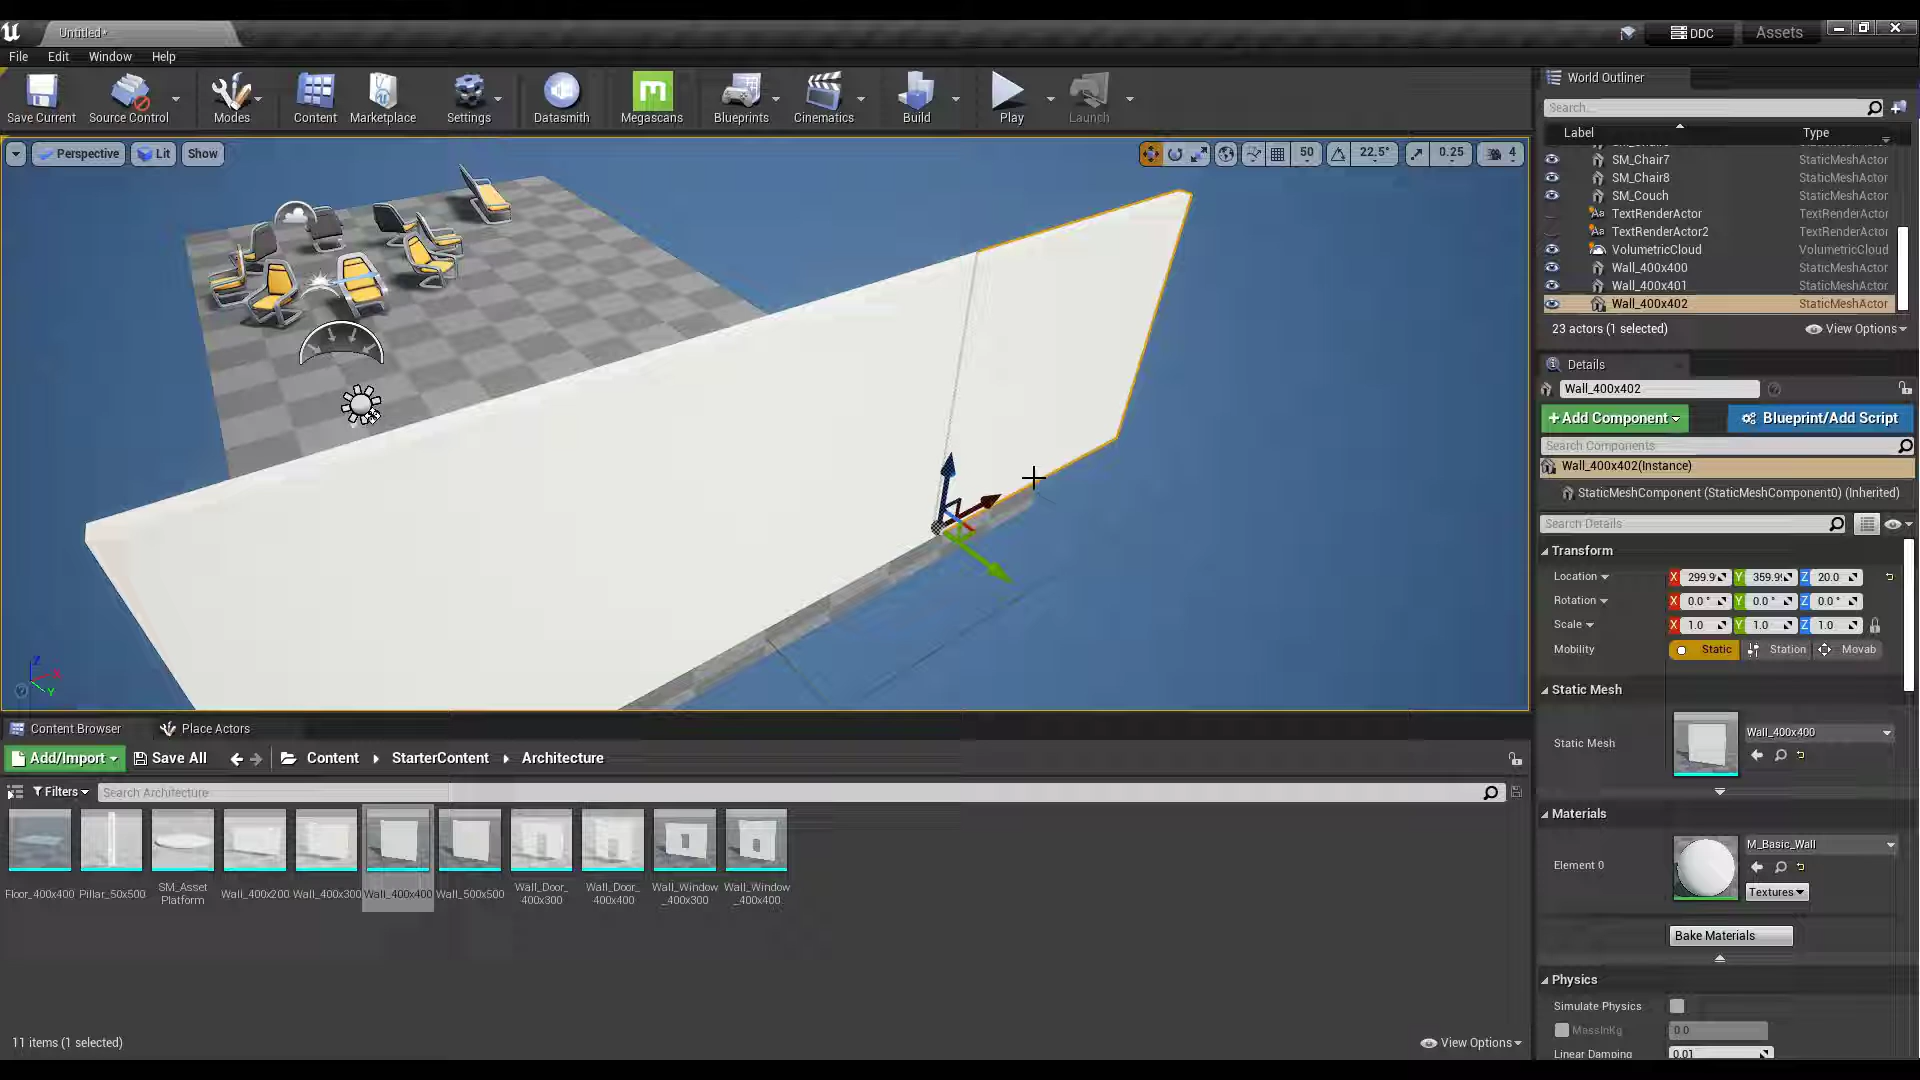 Untitled*
DDC
Assets
File Edit Window Help
Save Current
Source Control
Modes
Content
Marketplace
Settings
Datasmith
Megascans
Blueprints
Cinematics
Build
Play
Launch
Perspective Lit Show
50 22.5° 0.25 4
World Outliner
Search...
Label Type
SM_Chair7 StaticMeshActor
SM_Chair8 StaticMeshActor
SM_Couch StaticMeshActor
TextRenderActor TextRenderActor
TextRenderActor2 TextRenderActor
VolumetricCloud VolumetricCloud
Wall_400x400 StaticMeshActor
Wall_400x401 StaticMeshActor
Wall_400x402 StaticMeshActor
23 actors (1 selected) View Options
Details
Wall_400x402
+Add Component Blueprint/Add Script
Search Components
Wall_400x402(Instance)
StaticMeshComponent (StaticMeshComponent0) (Inherited)
Search Details
Transform
Location X 299.9 Y 359.9 Z 20.0
Rotation X 0.0° Y 0.0° Z 0.0°
Scale X 1.0 Y 1.0 Z 1.0
Mobility Static Station Movab
Static Mesh
Static Mesh Wall_400x400
Materials
Element 0 M_Basic_Wall
Textures
Bake Materials
Physics
Simulate Physics
MassInKg 0.0
Linear Damping 0.01
Z X Y
Content Browser Place Actors
Add/Import Save All Content StarterContent Architecture
Filters Search Architecture
Floor_400x400
Pillar_50x500
SM_Asset
Platform
Wall_400x200
Wall_400x300
Wall_400x400
Wall_500x500
Wall_Door_
400x300
Wall_Door_
400x400
Wall_Window
_400x300
Wall_Window
_400x400
11 items (1 selected) View Options